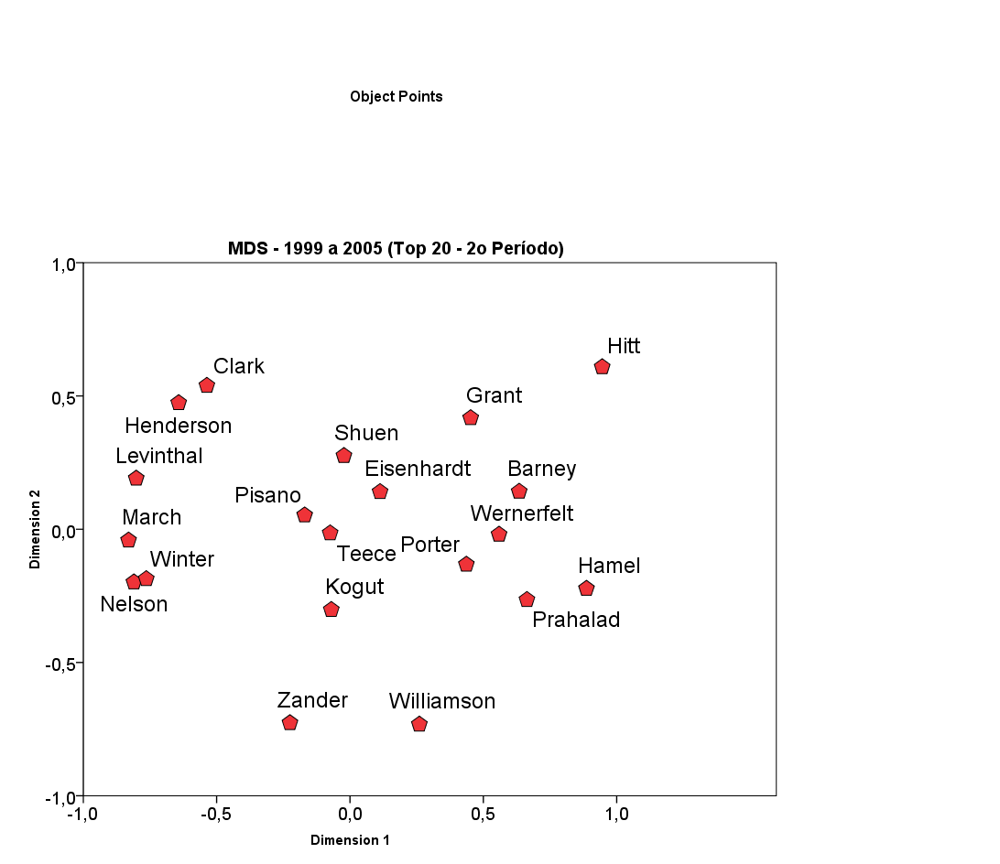 Object Points
MDS - 1999 a 2005 (Top 20 - 2o Período)
1,0
Hitt
Clark
0,5
Grant
Henderson
Shuen
Levinthal
Eisenhardt
Barney
Pisano
Wernerfelt
March
0,0
Porter
Teece
Winter
Hamel
Kogut
Nelson
Prahalad
-0,5
Zander
Williamson
-1,0
-1,0 -0,5 0,0 0,5 1,0
Dimension 1
Dimension 2